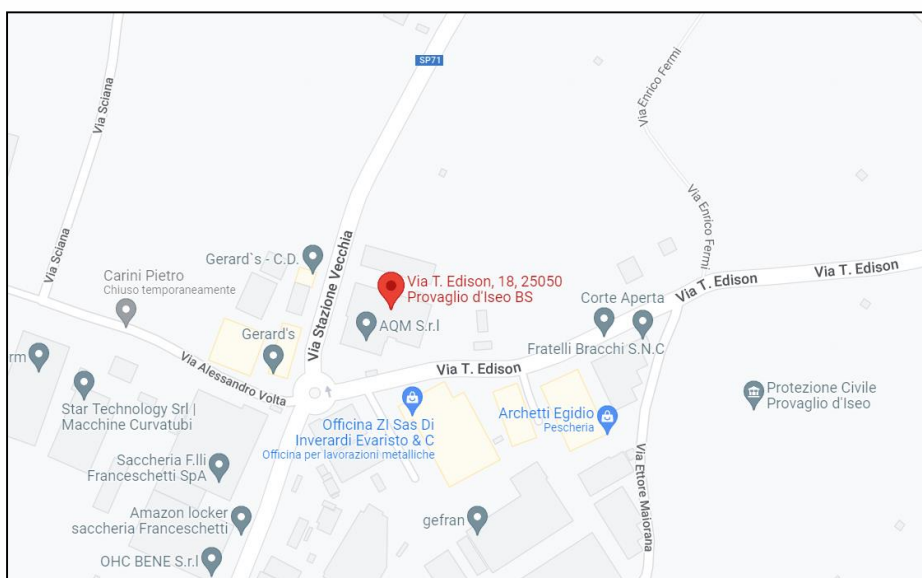 SP71
Via Sciana
Via Enrico Fermi
Via Enrico Fermi
Via Sciana
Via Stazione Vecchia
Gerard`s - C.D.
Carini Pietro
Chiuso temporaneamente
Via T. Edison, 18, 25050
Provaglio d'Iseo BS
Via T. Edison
Via T. Edison
Corte Aperta
AQM S.r.l
Gerard's
Fratelli Bracchi S.N.C
rm
Via Alessandro Volta
Via T. Edison
Protezione Civile
Provaglio d'Iseo
Star Technology Srl |
Macchine Curvatubi
Officina ZI Sas Di
Inverardi Evaristo & C
Officina per lavorazioni metalliche
Archetti Egidio
Pescheria
Saccheria F.lli
Franceschetti SpA
Via Ettore Maiorana
Amazon locker
saccheria Franceschetti
gefran
OHC BENE S.r.l